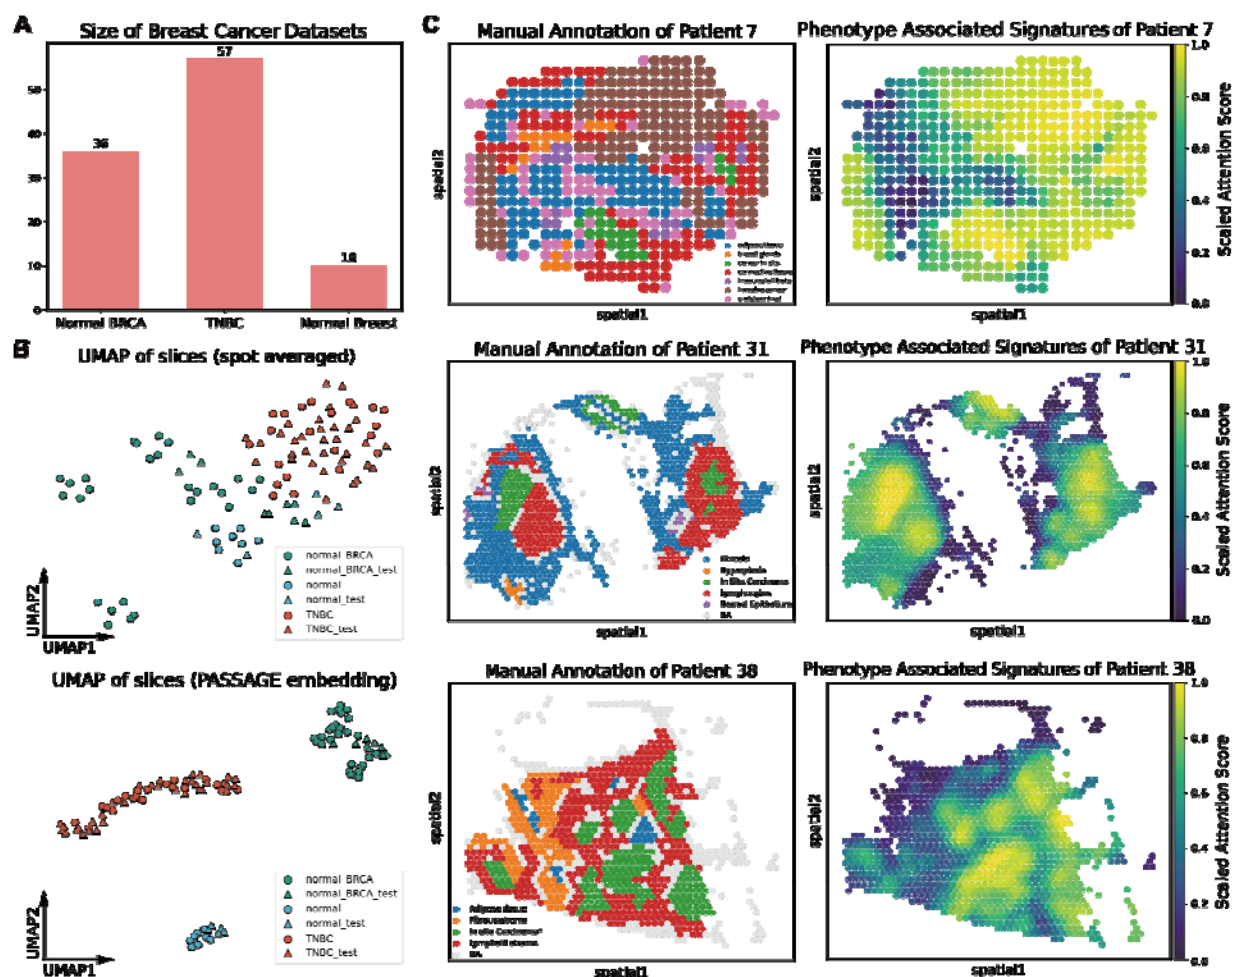 A
Size of Breast Cancer Datasets
57
50
40
36
30
20
10
10
0
Normal BRCA
TNBC
Normal Breast
B
UMAP of slices (spot averaged)
normal_BRCA
normal_BRCA_test
normal
normal_test
TNBC
TNBC_test
UMAP2
UMAP1
UMAP of slices (PASSAGE embedding)
normal_BRCA
normal_BRCA_test
normal
normal_test
TNBC
TNBC_test
UMAP2
UMAP1
C
Manual Annotation of Patient 7
spatial2
spatial1
Phenotype Associated Signatures of Patient 7
spatial2
spatial1
1.0
0.8
0.6
0.4
0.2
0.0
Scaled Attention Score
Manual Annotation of Patient 31
spatial2
Fibrosis
Hyperplasia
In Situ Carcinoma
Lymphocytes
NA
spatial1
Phenotype Associated Signatures of Patient 31
spatial2
spatial1
1.0
0.8
0.6
0.4
0.2
0.0
Scaled Attention Score
Manual Annotation of Patient 38
spatial2
Adipose tissue
In situ Carcinoma*
NA
spatial1
Phenotype Associated Signatures of Patient 38
spatial2
spatial1
1.0
0.8
0.6
0.4
0.2
0.0
Scaled Attention Score